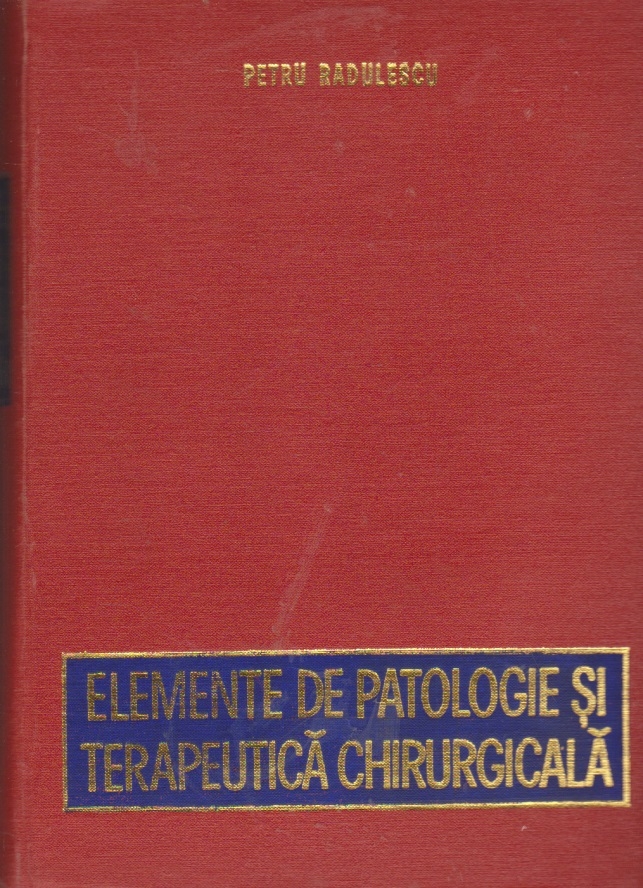 PETRU RADULESCU
ELEMENTE DE PATOLOGIE ȘI
TERAPEUTICĂ CHIRURGICALĂ